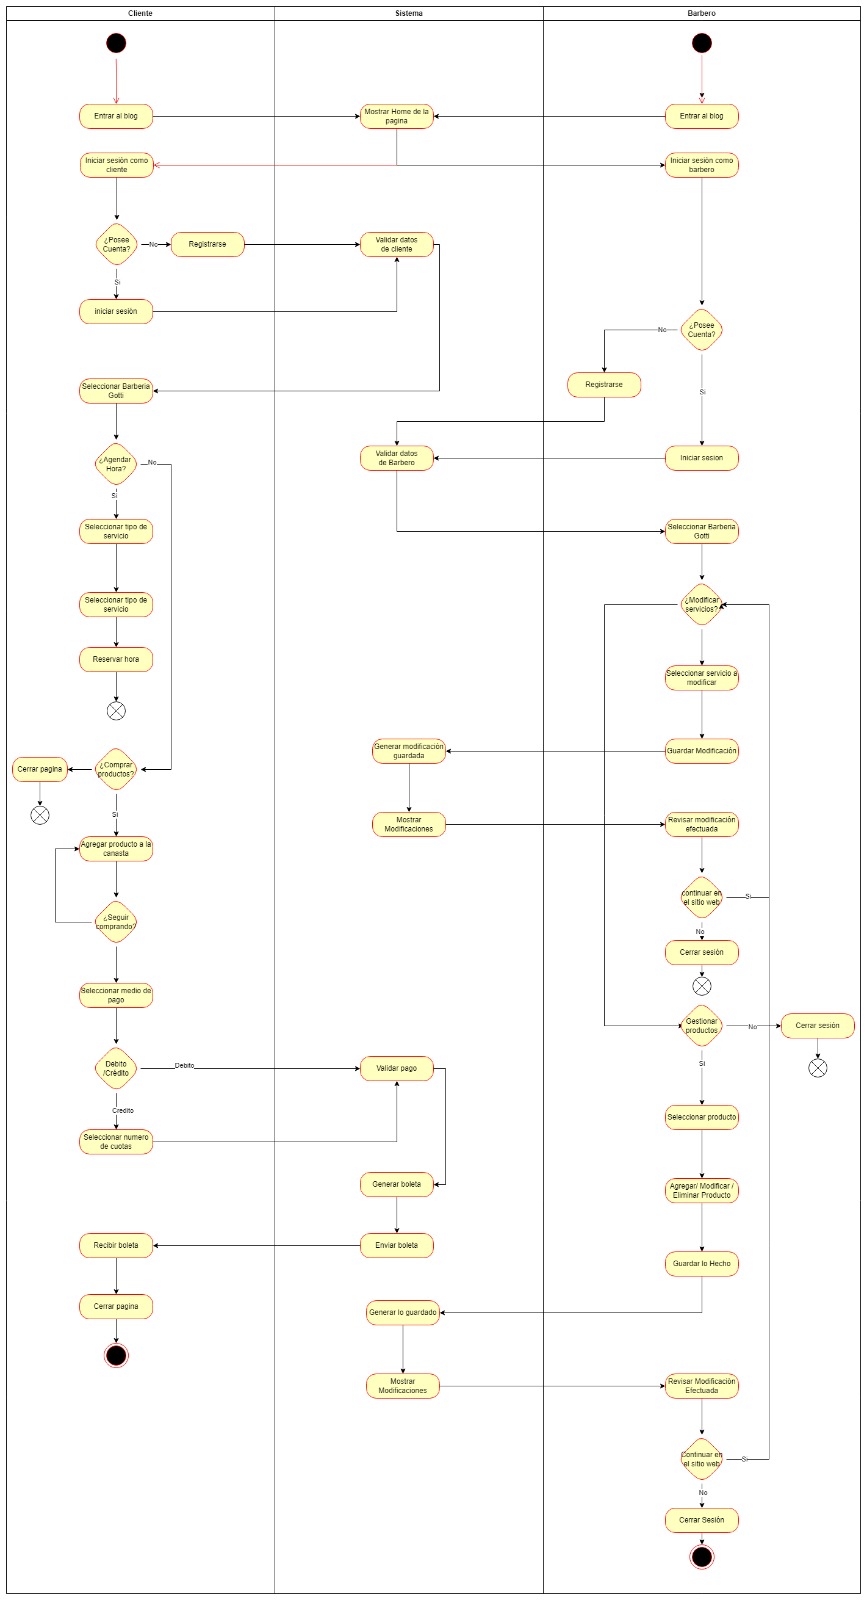 Cliente
Sistema
Barbero
Entrar al blog
Mostrar Home de la
pagina
Entrar al blog
Iniciar sesión como
cliente
Iniciar sesión como
barbero
¿Posee
Cuenta?
No
Registrarse
Validar datos
de cliente
Si
iniciar sesión
¿Posee
Cuenta?
No
Registrarse
Si
Seleccionar Barberia
Gotti
¿Agendar
Hora?
No
Si
Validar datos
de Barbero
Iniciar sesion
Seleccionar tipo de
servicio
Seleccionar Barberia
Gotti
Seleccionar tipo de
servicio
¿Modificar
servicios?
Reservar hora
Seleccionar servicio a
modificar
Generar modificación
guardada
Guardar Modificación
Cerrar pagina
¿Comprar
productos?
Si
Mostrar
Modificaciones
Revisar modificación
efectuada
Agregar producto a la
canasta
continuar en
el sitio web
Si
No
¿Seguir
comprando?
Cerrar sesión
Seleccionar medio de
pago
Gestionar
productos
No
Cerrar sesión
Si
Debito
/Crédito
Debito
Validar pago
Credito
Seleccionar numero
de cuotas
Seleccionar producto
Generar boleta
Agregar/ Modificar /
Eliminar Producto
Recibir boleta
Enviar boleta
Guardar lo Hecho
Cerrar pagina
Generar lo guardado
Mostrar
Modificaciones
Revisar Modificación
Efectuada
Continuar en
el sitio web
Si
No
Cerrar Sesión